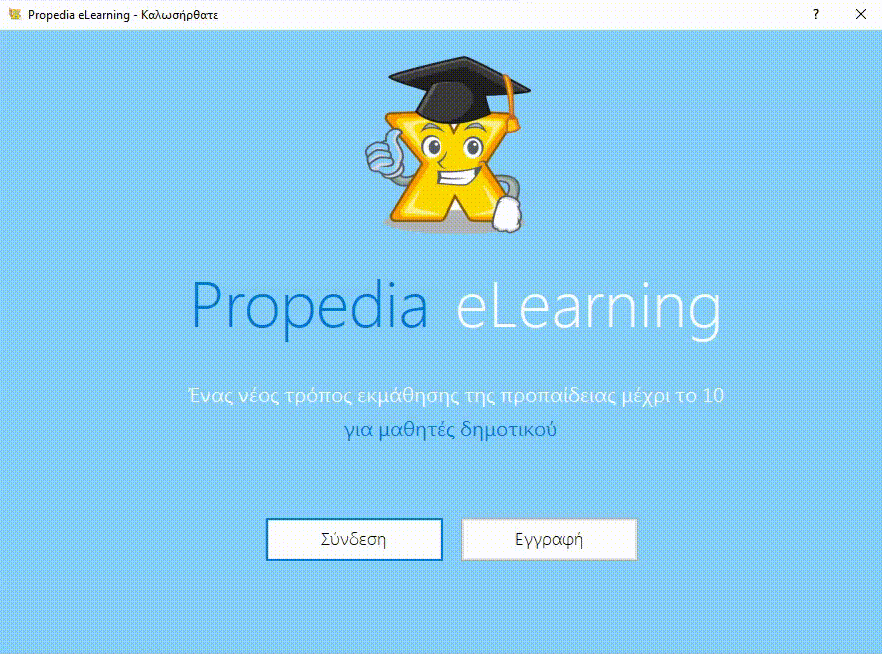 Propedia eLearning - Καλωσήρθατε
?
Propedia eLearning
Ένας νέος τρόπος εκμάθησης της προπαίδειας μέχρι το 10
για μαθητές δημοτικού
Σύνδεση
Εγγραφή